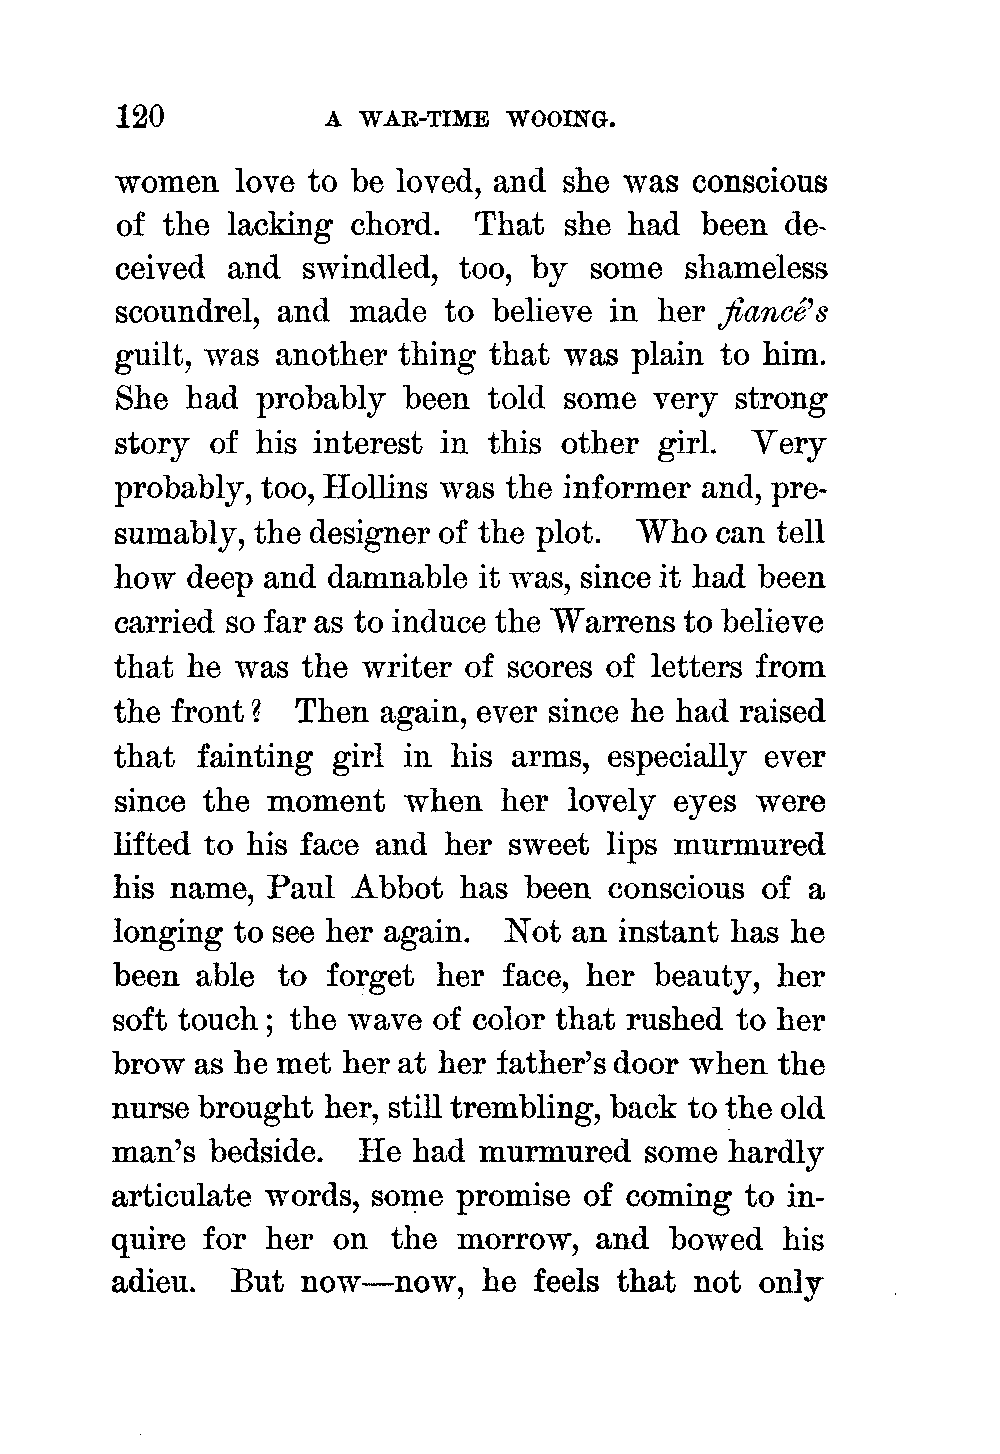 120 A WAR-TIME WOOING.
women love to be loved, and she was conscious
of the lacking chord. That she had been de-
ceived and swindled, too, by some shameless
scoundrel, and made to believe in her fiancé's
guilt, was another thing that was plain to him.
She had probably been told some very strong
story of his interest in this other girl. Very
probably, too, Hollins was the informer and, pre-
sumably, the designer of the plot. Who can tell
how deep and damnable it was, since it had been
carried so far as to induce the Warrens to believe
that he was the writer of scores of letters from
the front? Then again, ever since he had raised
that fainting girl in his arms, especially ever
since the moment when her lovely eyes were
lifted to his face and her sweet lips murmured
his name, Paul Abbot has been conscious of a
longing to see her again. Not an instant has he
been able to forget her face, her beauty, her
soft touch; the wave of color that rushed to her
brow as he met her at her father's door when the
nurse brought her, still trembling, back to the old
man's bedside. He had murmured some hardly
articulate words, some promise of coming to in-
quire for her on the morrow, and bowed his
adieu. But now—now, he feels that not only